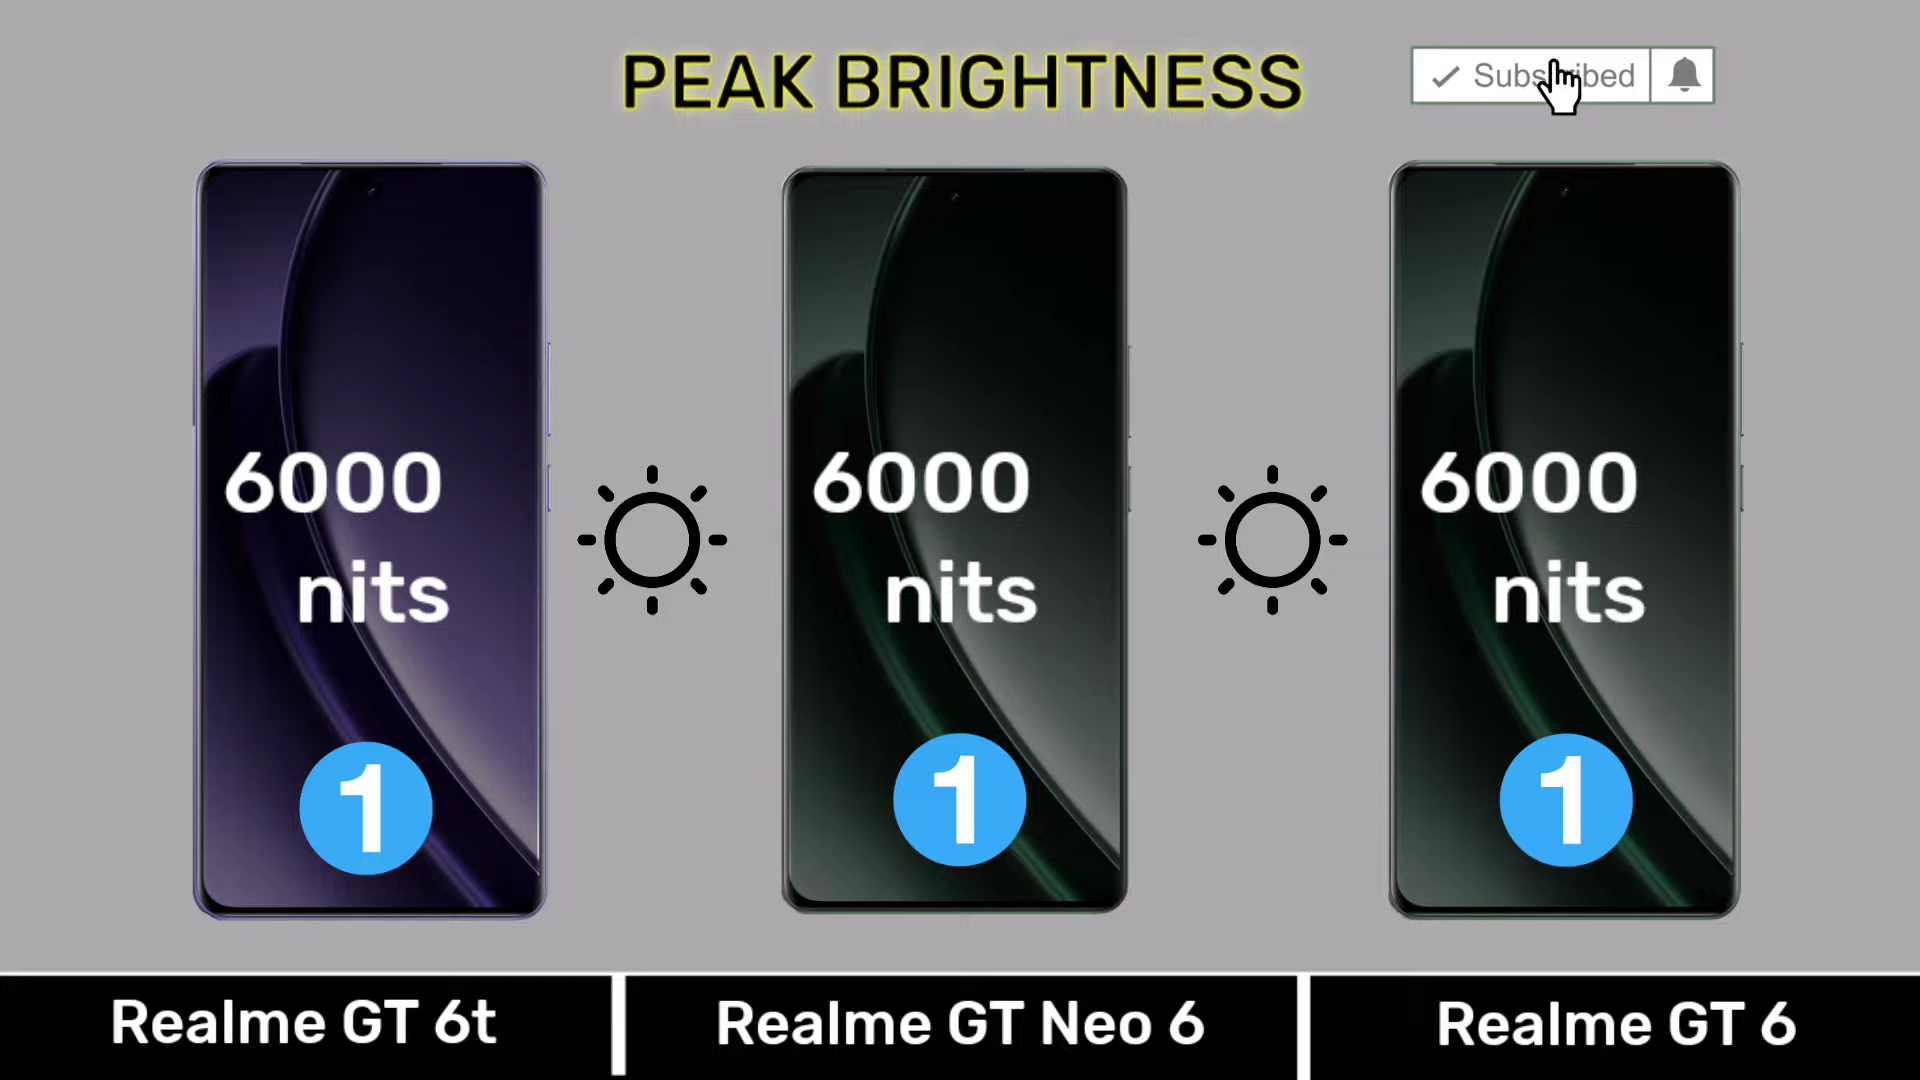 PEAK BRIGHTNESS
Subscribed
6000
nits
1
6000
nits
1
6000
nits
1
Realme GT 6t
Realme GT Neo 6
Realme GT 6